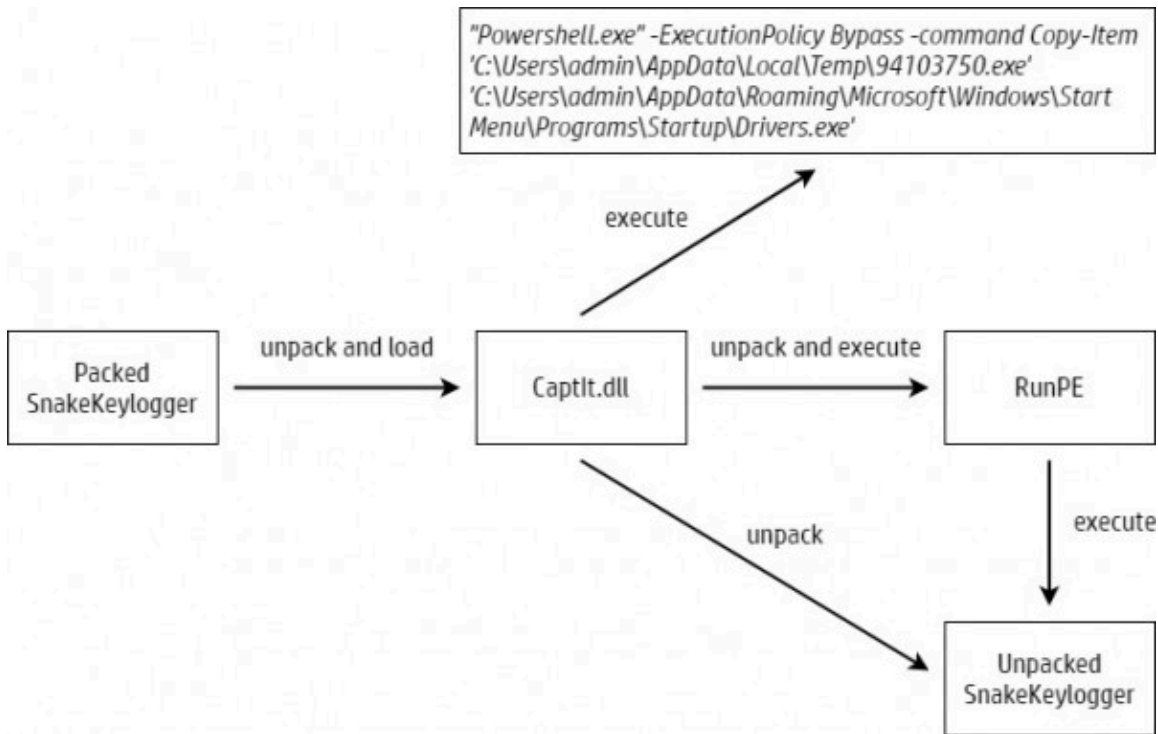 "Powershell.exe" -ExecutionPolicy Bypass -command Copy-Item
'C:\Users\admin\AppData\Local\Temp\94103750.exe'
'C:\Users\admin\AppData\Roaming\Microsoft\Windows\Start
Menu\Programs\Startup\Drivers.exe'
execute
Packed
SnakeKeylogger
unpack and load
CaptIt.dll
unpack and execute
RunPE
unpack
execute
Unpacked
SnakeKeylogger